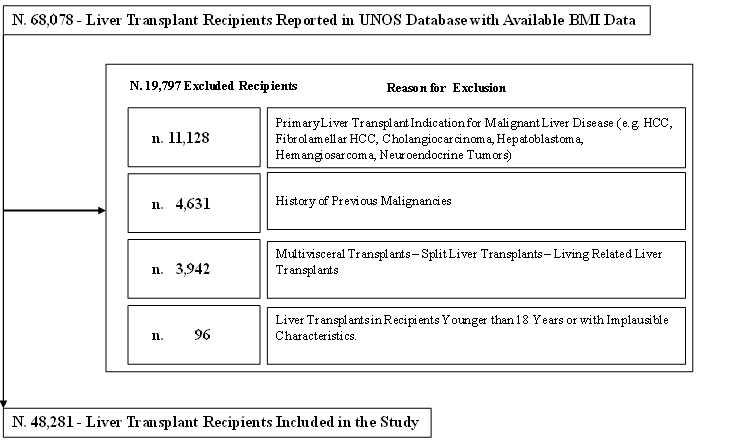 N. 68,078 - Liver Transplant Recipients Reported in UNOS Database with Available BMI Data
N. 19,797 Excluded Recipients
Reason for Exclusion
n. 11,128
Primary Liver Transplant Indication for Malignant Liver Disease (e.g. HCC,
Fibrolamellar HCC, Cholangiocarcinoma, Hepatoblastoma,
Hemangiosarcoma, Neuroendocrine Tumors)
n. 4,631
History of Previous Malignancies
n. 3,942
Multivisceral Transplants – Split Liver Transplants – Living Related Liver
Transplants
n. 96
Liver Transplants in Recipients Younger than 18 Years or with Implausible
Characteristics.
N. 48,281 - Liver Transplant Recipients Included in the Study